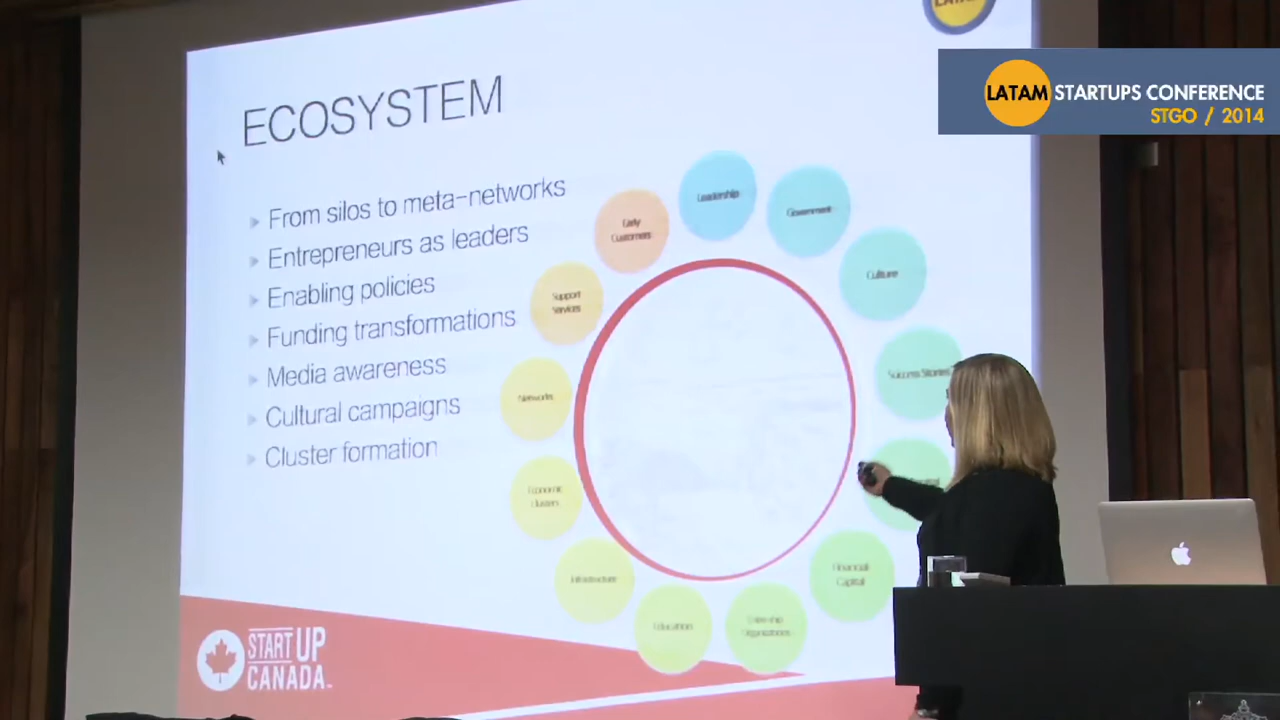 LATAM
LATAM STARTUPS CONFERENCE
STGO / 2014
ECOSYSTEM
From silos to meta-networks
Entrepreneurs as leaders
Enabling policies
Funding transformations
Media awareness
Cultural campaigns
Cluster formation
Leadership
Government
Culture
Success Stories
Financial
Capital
Organizations
Education
Infrastructure
Economic
Clusters
Networks
Support
Services
Early
Customers
START UP
CANADA